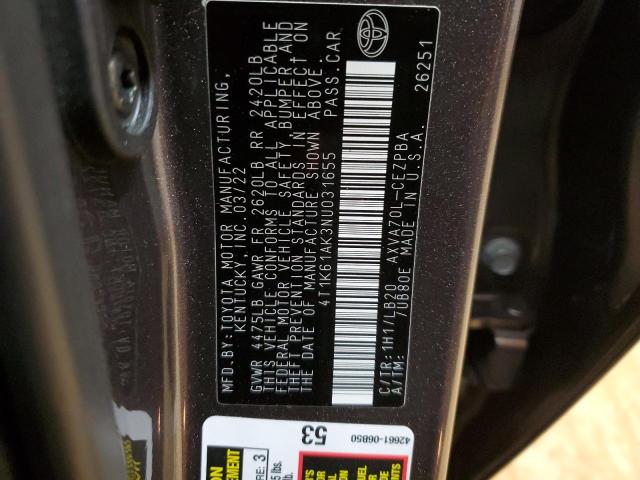 MFD.BY:TOYOTA MOTOR MANUFACTURING,
KENTUCKY, INC. 03/22
GVWR 4475LB GAWR FR 2620LB RR 2420LB
THIS VEHICLE CONFORMS TO ALL APPLICABLE
FEDERAL MOTOR VEHICLE SAFETY, BUMPER, AND
THEFT PREVENTION STANDARDS IN EFFECT ON
THE DATE OF MANUFACTURE SHOWN ABOVE.
4T1K61AK3NU031655 PASS.CAR
C/TR: 1H1/LB20 AXVA70L-CEZPBA
A/TM: 7UB80E MADE IN U.S.A. 26251
53
42661-06B50